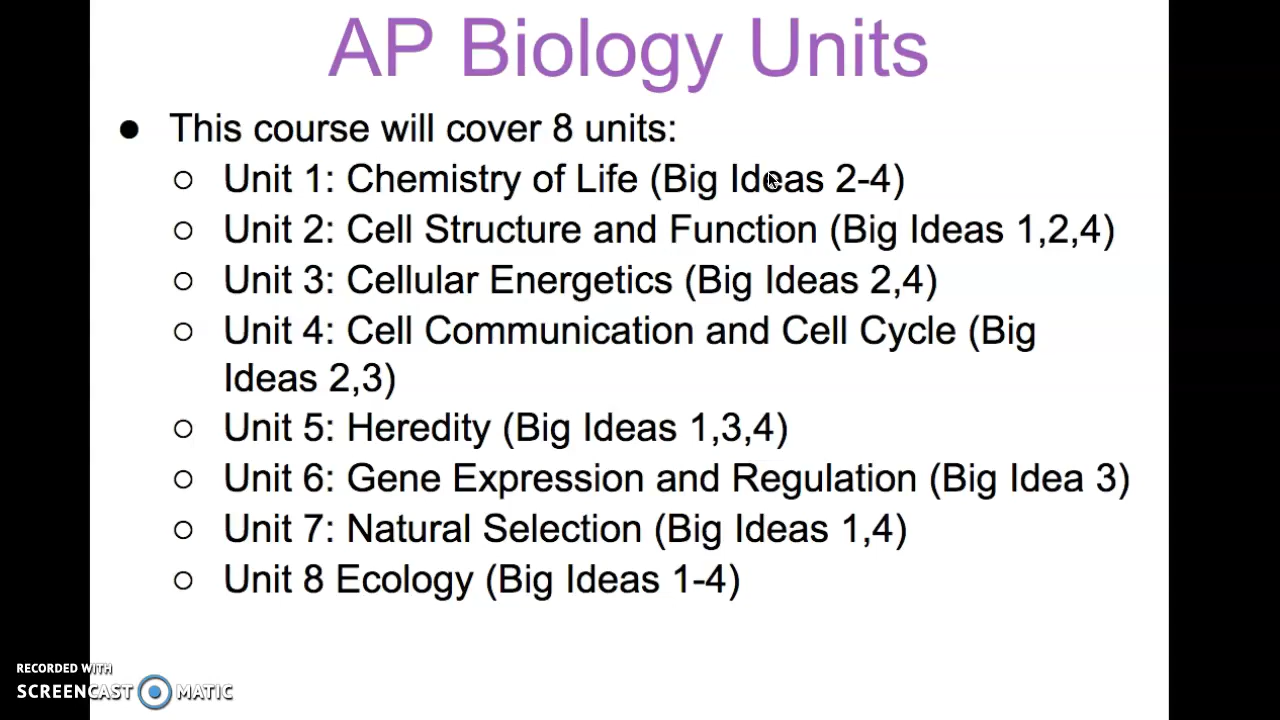 AP Biology Units
● This course will cover 8 units:
○ Unit 1: Chemistry of Life (Big Ideas 2-4)
○ Unit 2: Cell Structure and Function (Big Ideas 1,2,4)
○ Unit 3: Cellular Energetics (Big Ideas 2,4)
○ Unit 4: Cell Communication and Cell Cycle (Big
Ideas 2,3)
○ Unit 5: Heredity (Big Ideas 1,3,4)
○ Unit 6: Gene Expression and Regulation (Big Idea 3)
○ Unit 7: Natural Selection (Big Ideas 1,4)
○ Unit 8 Ecology (Big Ideas 1-4)
RECORDED WITH
SCREENCAST MATIC